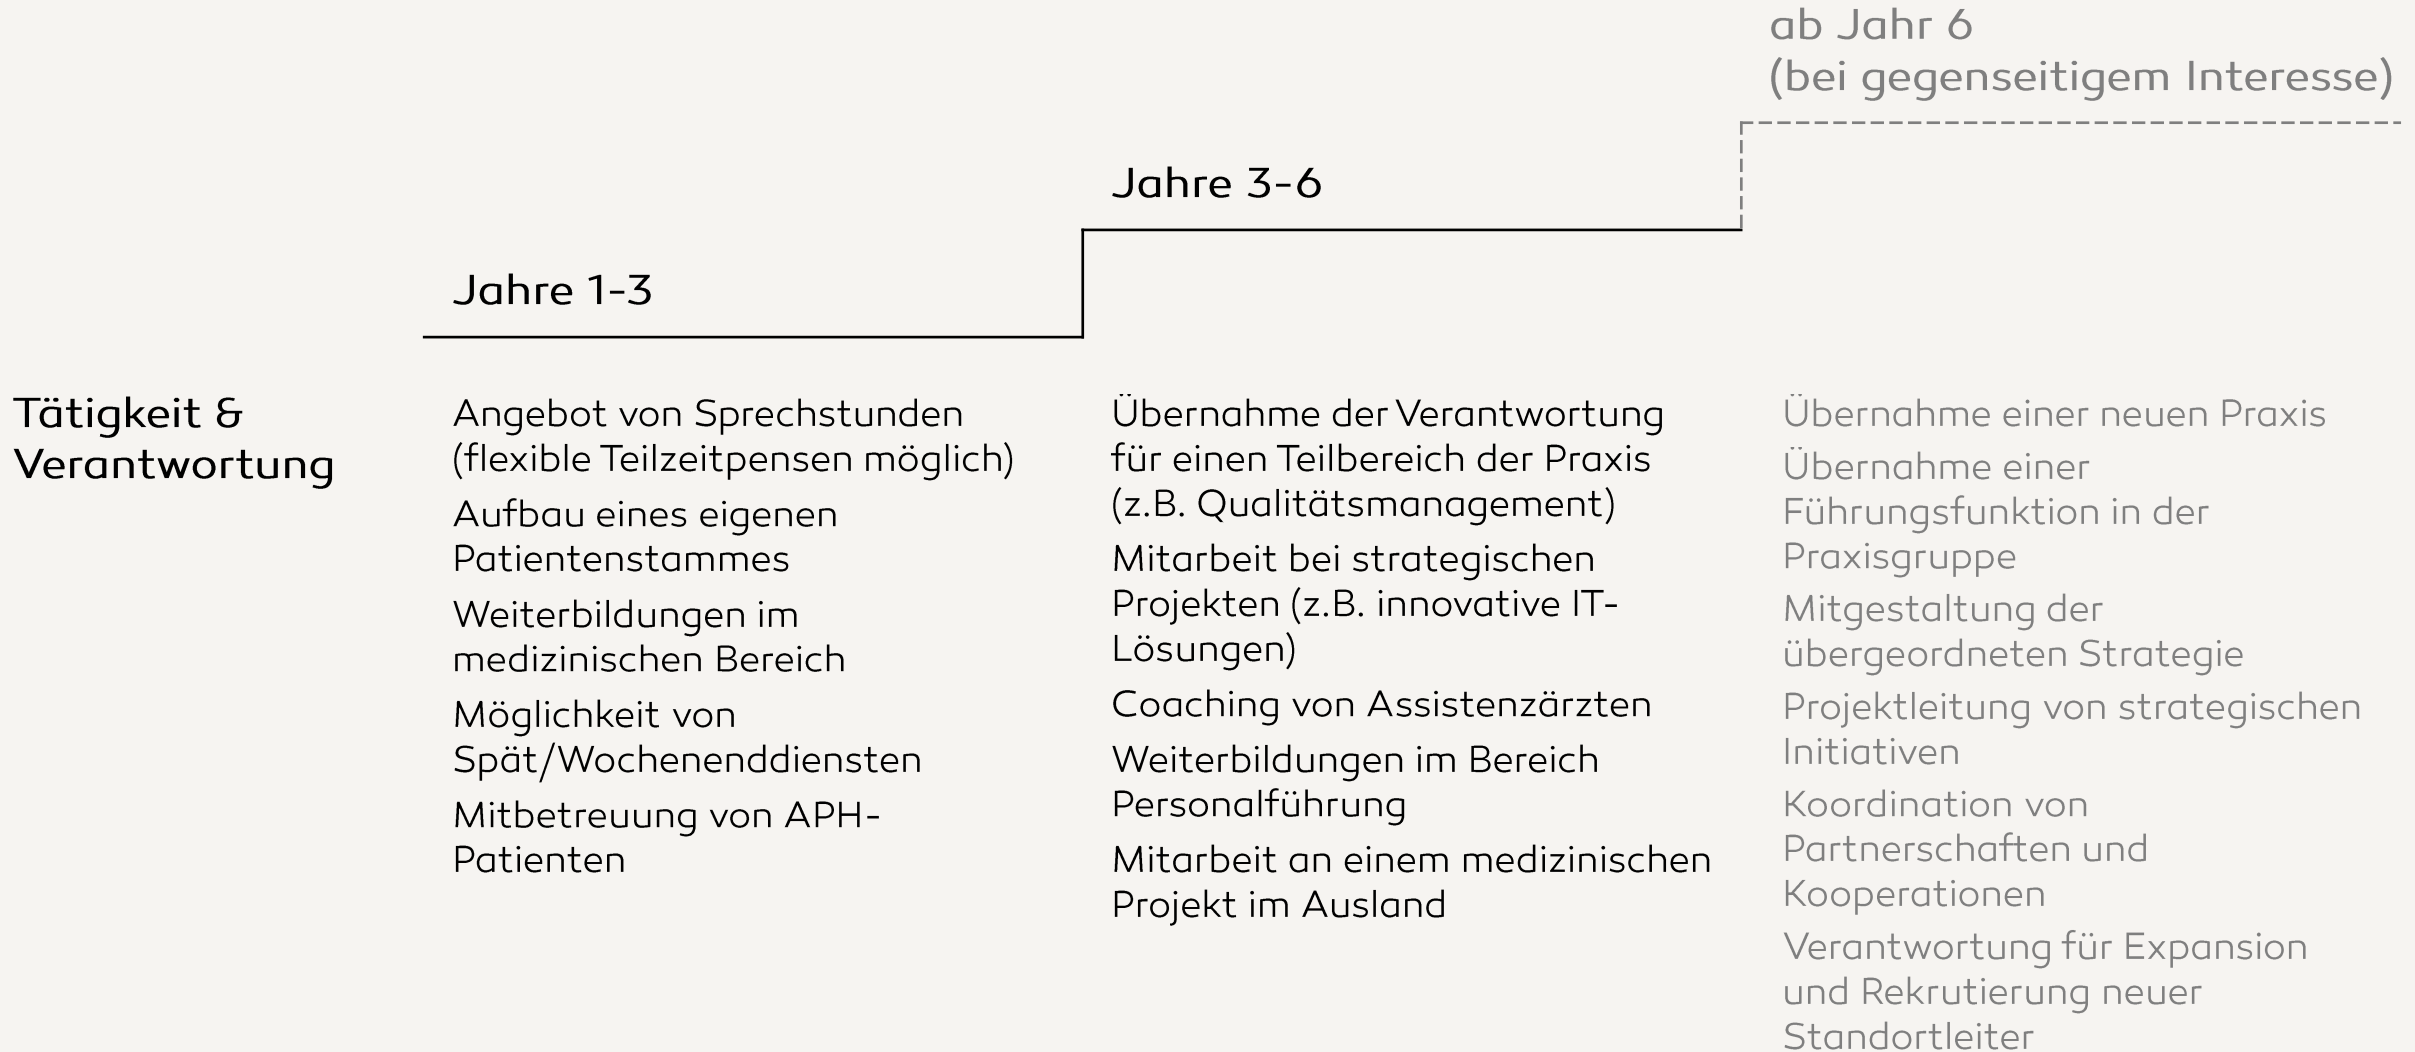 ab Jahr 6
(bei gegenseitigem Interesse)
Jahre 3-6
Jahre 1-3
Tätigkeit &
Verantwortung
Angebot von Sprechstunden
(flexible Teilzeitpensen möglich)
Aufbau eines eigenen
Patientenstammes
Weiterbildungen im
medizinischen Bereich
Möglichkeit von
Spät/Wochenenddiensten
Mitbetreuung von APH-
Patienten
Übernahme der Verantwortung
für einen Teilbereich der Praxis
(z.B. Qualitätsmanagement)
Mitarbeit bei strategischen
Projekten (z.B. innovative IT-
Lösungen)
Coaching von Assistenzärzten
Weiterbildungen im Bereich
Personalführung
Mitarbeit an einem medizinischen
Projekt im Ausland
Übernahme einer neuen Praxis
Übernahme einer
Führungsfunktion in der
Praxisgruppe
Mitgestaltung der
übergeordneten Strategie
Projektleitung von strategischen
Initiativen
Koordination von
Partnerschaften und
Kooperationen
Verantwortung für Expansion
und Rekrutierung neuer
Standortleiter